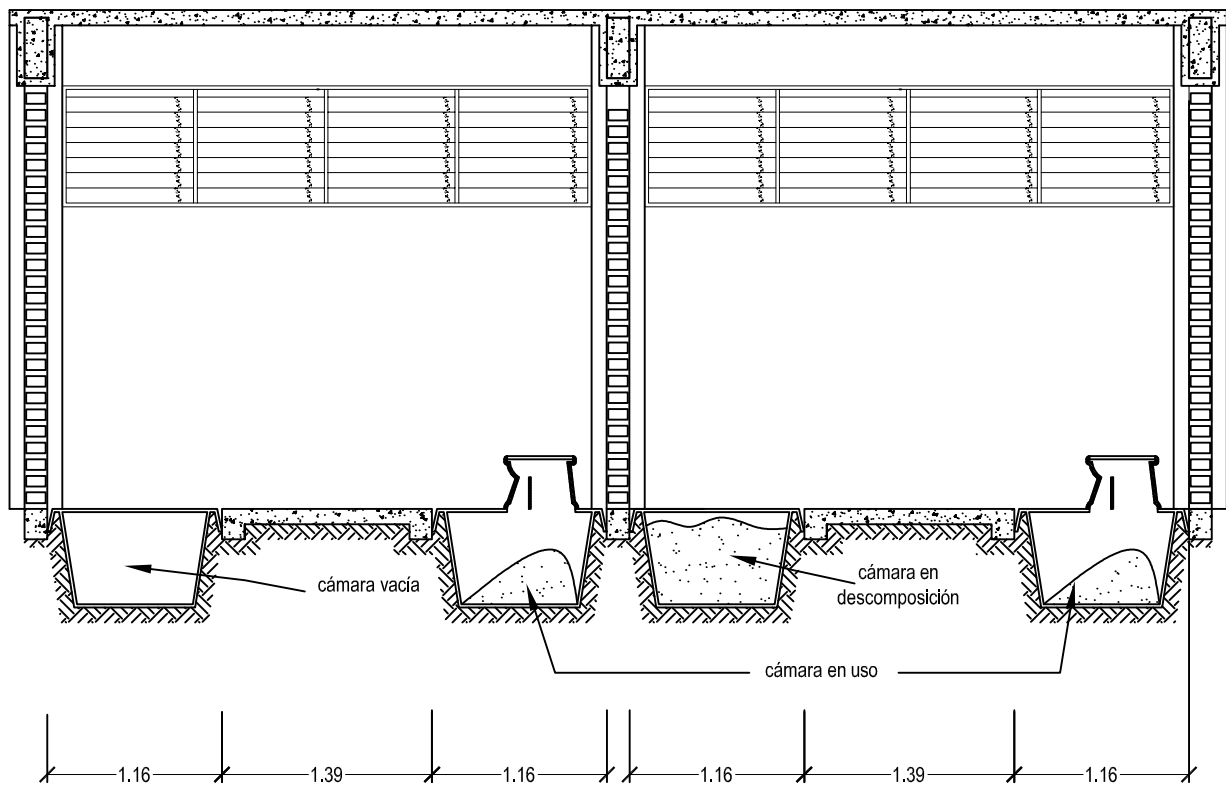 cámara vacía
cámara en
descomposición
cámara en uso
1.16 1.39 1.16 1.16 1.39 1.16